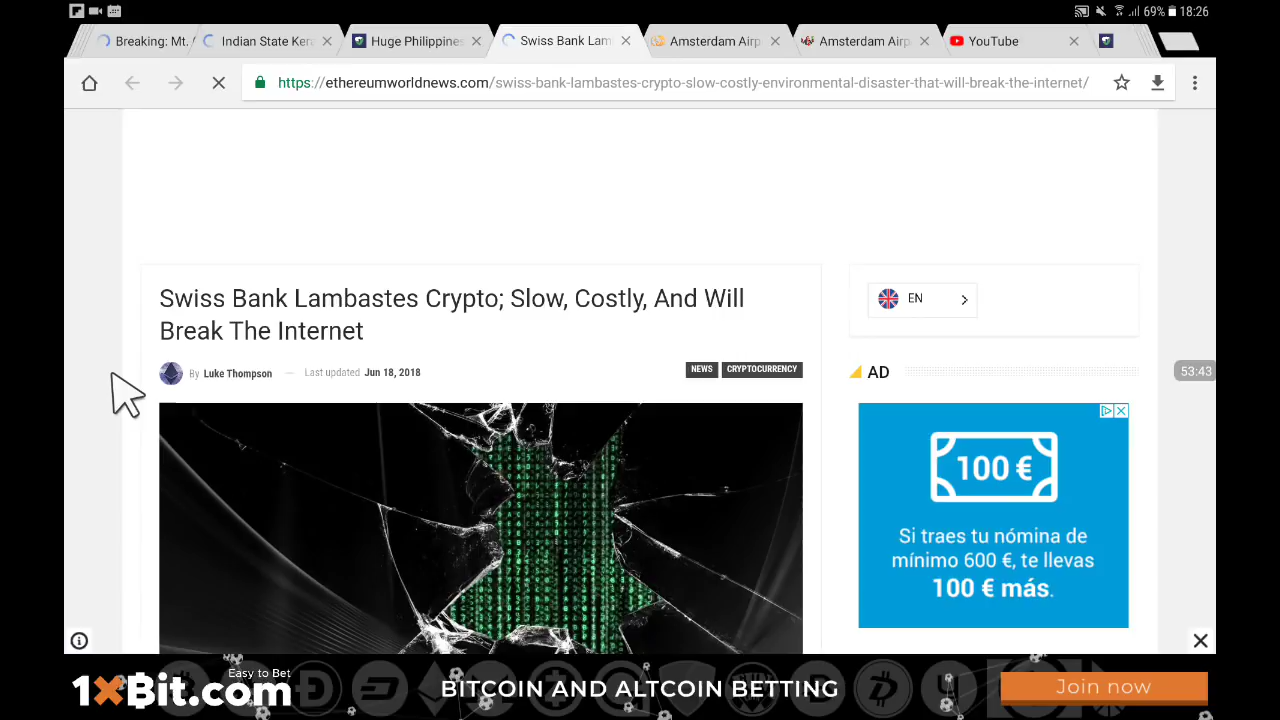 69% 18:26
Breaking: Mt. Indian State Ker Huge Philippines Swiss Bank Lam Amsterdam Airp Amsterdam Airp YouTube
https://ethereumworldnews.com/swiss-bank-lambastes-crypto-slow-costly-environmental-disaster-that-will-break-the-internet/
Swiss Bank Lambastes Crypto; Slow, Costly, And Will
Break The Internet
EN
By Luke Thompson — Last updated Jun 18, 2018
NEWS CRYPTOCURRENCY
AD
53:43
100 €
Si traes tu nómina de
mínimo 600 €, te llevas
100 € más.
Easy to Bet
1XBit.com
BITCOIN AND ALTCOIN BETTING
Join now